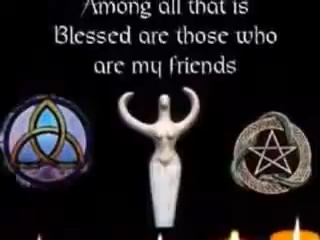 Among all that is
Blessed are those who
are my friends